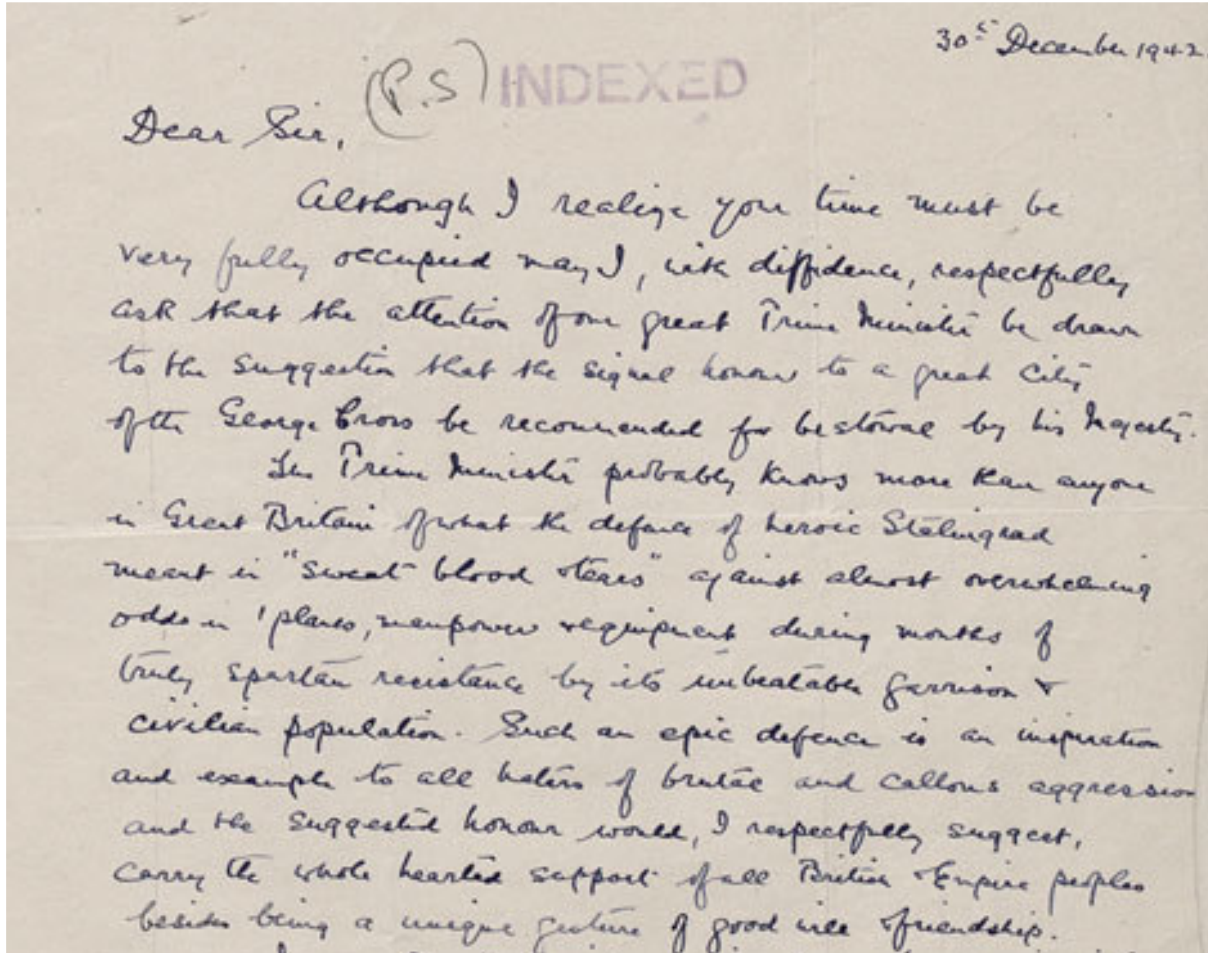 30th December 1942
(P.S) INDEXED
Dear Sir,
Although I realize your time must be
very fully occupied may I, with diffidence, respectfully
ask that the attention of our great Prime Minister be drawn
to the suggestion that the signal honour to a great City
of the George Cross be recommended for bestowal by his Majesty.
The Prime Minister probably knows more than anyone
in Great Britain of what the defence of heroic Stalingrad
meant in "sweat blood & tears" against almost overwhelming
odds in 'planes, manpower & equipment during months of
truly spartan resistance by its unbeatable garrison &
civilian population. Such an epic defence is an inspiration
and example to all haters of brutal and callous aggression
and the suggested honour would, I respectfully suggest,
carry the whole hearted support of all British Empire peoples
besides being a unique gesture of good will & friendship.